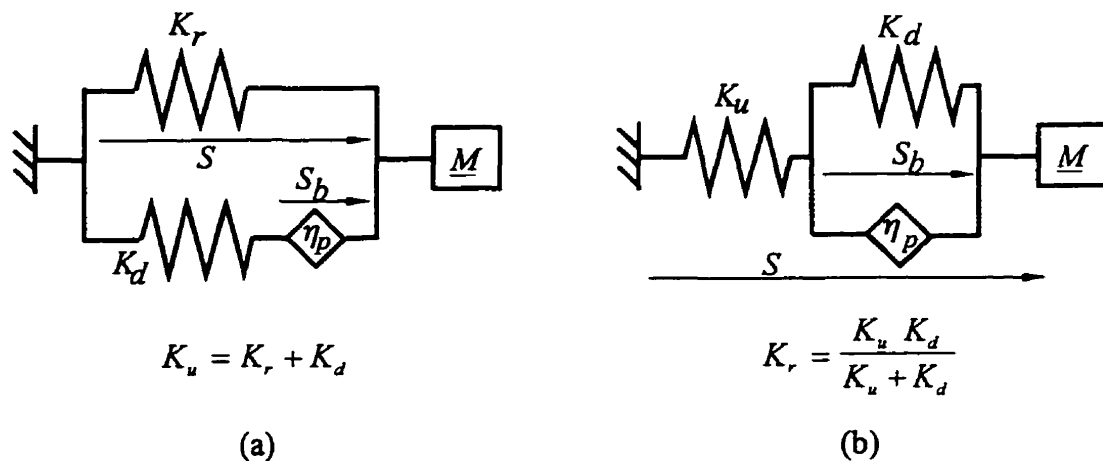 K_r
S
S_b
K_d
η_p
M
K_u = K_r + K_d
(a)
K_d
K_u
S_b
M
η_p
S
K_r = K_u K_d / K_u + K_d
(b)